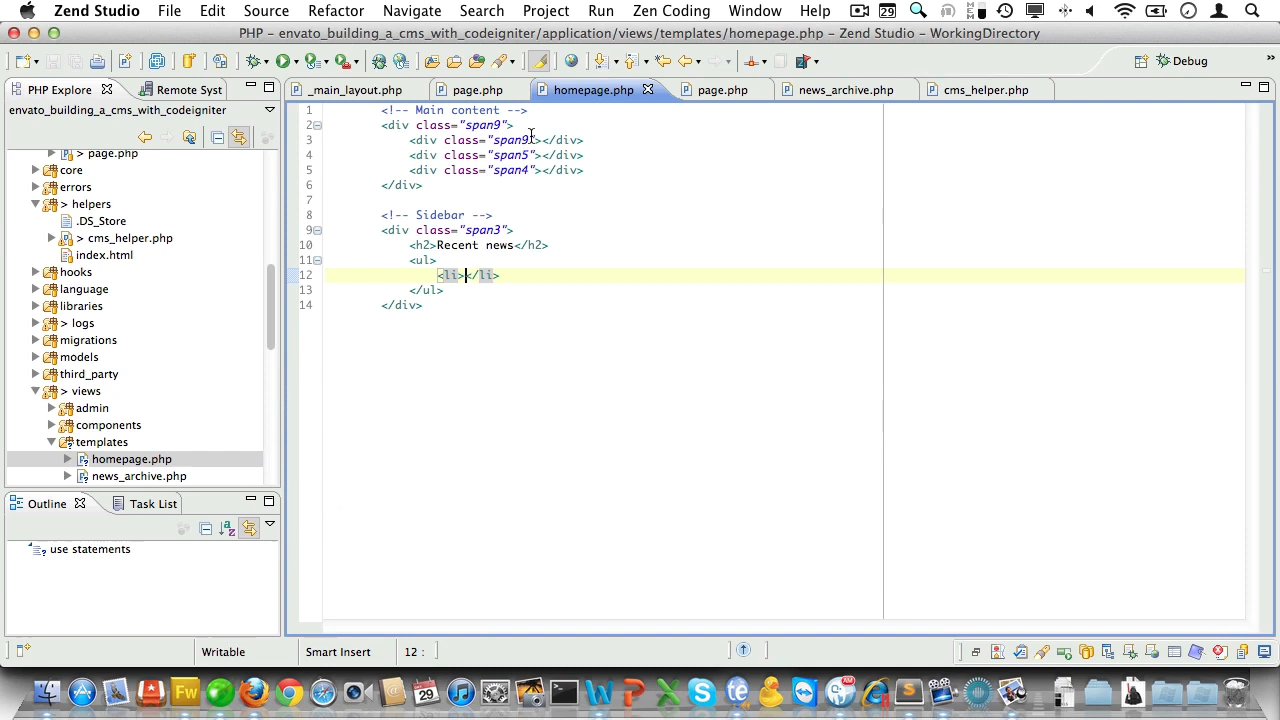 Zend Studio File Edit Source Refactor Navigate Search Project Run Zen Coding Window Help
PHP - envato_building_a_cms_with_codeigniter/application/views/templates/homepage.php - Zend Studio - WorkingDirectory
Debug
PHP Explore Remote Syst
_main_layout.php page.php homepage.php page.php news_archive.php cms_helper.php
envato_building_a_cms_with_codeigniter
> page.php
core
errors
> helpers
.DS_Store
> cms_helper.php
index.html
hooks
language
libraries
> logs
migrations
models
third_party
> views
admin
components
templates
homepage.php
news_archive.php
1 <!-- Main content -->
2 <div class="span9">
3 <div class="span9"></div>
4 <div class="span5"></div>
5 <div class="span4"></div>
6 </div>
7
8 <!-- Sidebar -->
9 <div class="span3">
10 <h2>Recent news</h2>
11 <ul>
12 <li></li>
13 </ul>
14 </div>
Outline Task List
use statements
Writable Smart Insert 12 :